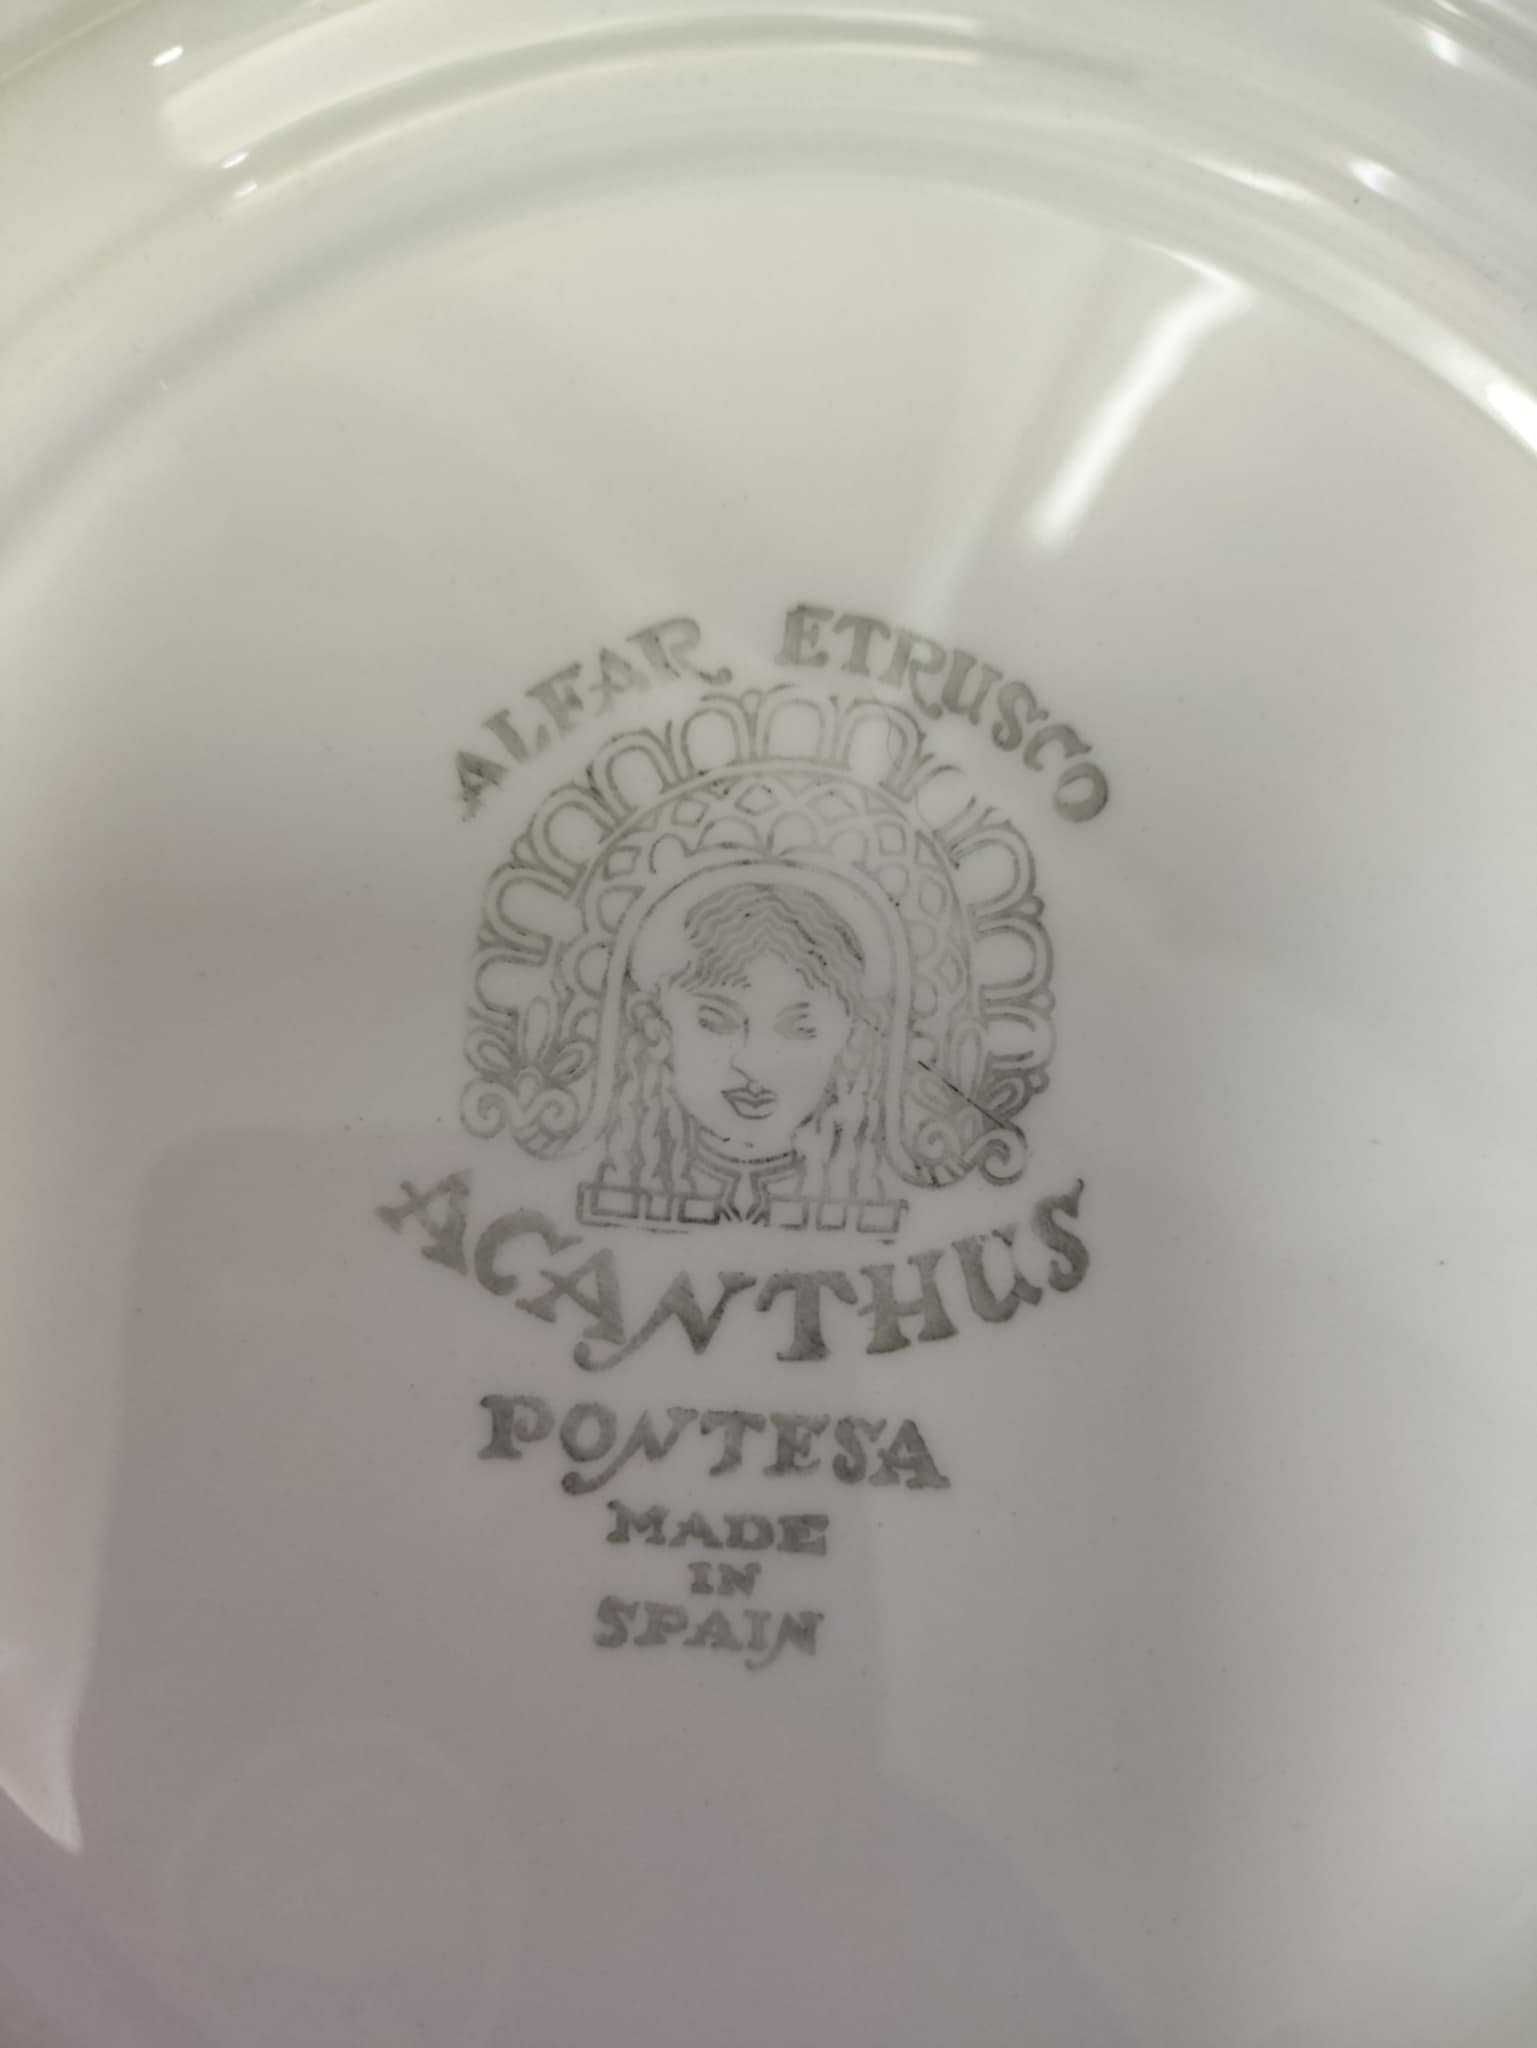 ALFAR ETRUSCO
ACANTHUS
PONTESA
MADE
IN
SPAIN